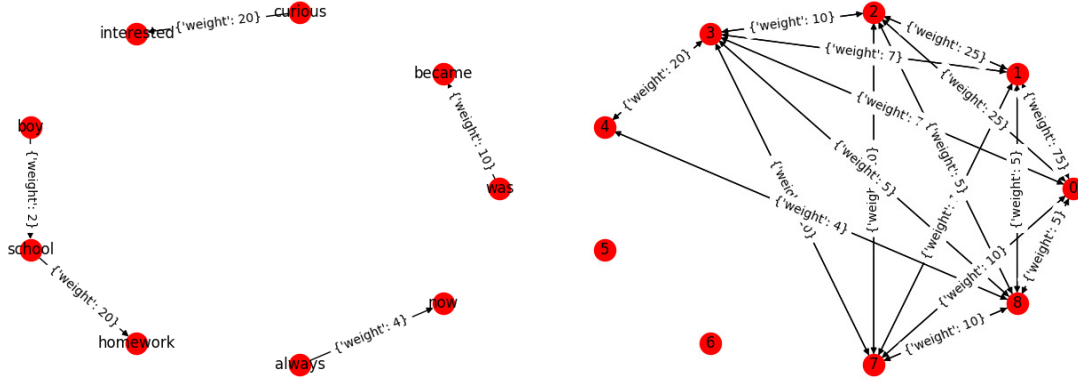 curious
{'weight': 20}
interested
became
{'weight': 10}
was
boy
{'weight': 2}
school
{'weight': 20}
homework
now
{'weight': 4}
always
2
{'weight': 10}
3
{'weight': 25}
{'weight': 7}
1
{'weight': 20}
{'weight': 25}
4
{'weight': 75}
{'weight': 5}
{'weight': 5}
{'weight': 5}
0
{'weight': 4}
{'weight': 5}
5
{'weight': 10}
8
{'weight': 10}
6
7